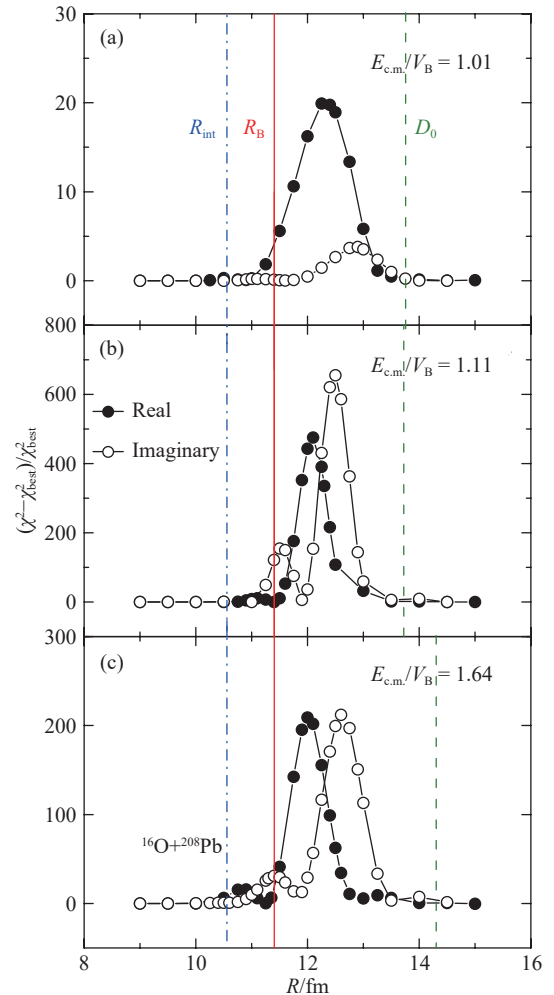 30
(a)
E_c.m./V_B = 1.01
20
R_int
R_B
D_0
10
0
800
(b)
E_c.m./V_B = 1.11
600
Real
Imaginary
400
200
0
(χ²−χ²_best)/χ²_best
300
(c)
E_c.m./V_B = 1.64
200
100
¹⁶O+²⁰⁸Pb
0
8 10 12 14 16
R/fm